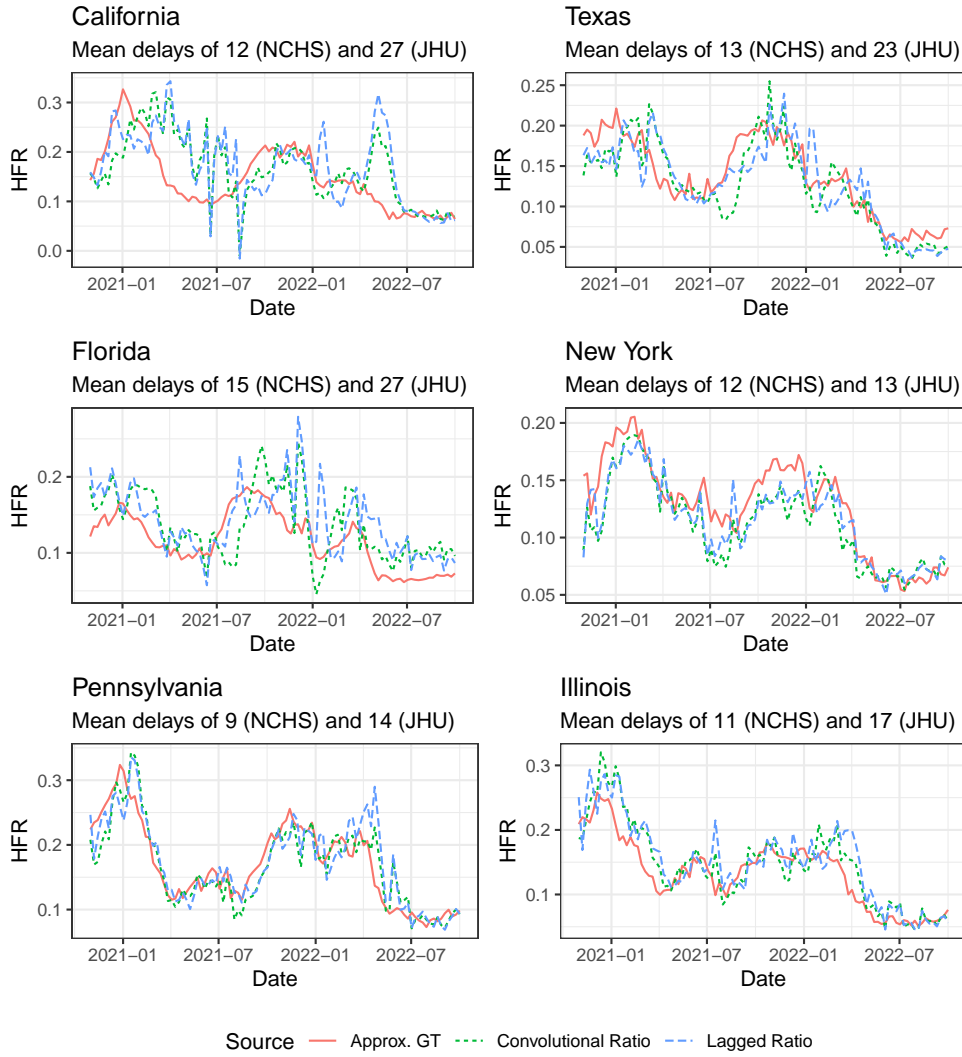 California
Mean delays of 12 (NCHS) and 27 (JHU)
HFR
0.3
0.2
0.1
0.0
2021−01 2021−07 2022−01 2022−07
Date
Texas
Mean delays of 13 (NCHS) and 23 (JHU)
HFR
0.25
0.20
0.15
0.10
0.05
2021−01 2021−07 2022−01 2022−07
Date
Florida
Mean delays of 15 (NCHS) and 27 (JHU)
HFR
0.2
0.1
2021−01 2021−07 2022−01 2022−07
Date
New York
Mean delays of 12 (NCHS) and 13 (JHU)
HFR
0.20
0.15
0.10
0.05
2021−01 2021−07 2022−01 2022−07
Date
Pennsylvania
Mean delays of 9 (NCHS) and 14 (JHU)
HFR
0.3
0.2
0.1
2021−01 2021−07 2022−01 2022−07
Date
Illinois
Mean delays of 11 (NCHS) and 17 (JHU)
HFR
0.3
0.2
0.1
2021−01 2021−07 2022−01 2022−07
Date
Source Approx. GT Convolutional Ratio Lagged Ratio